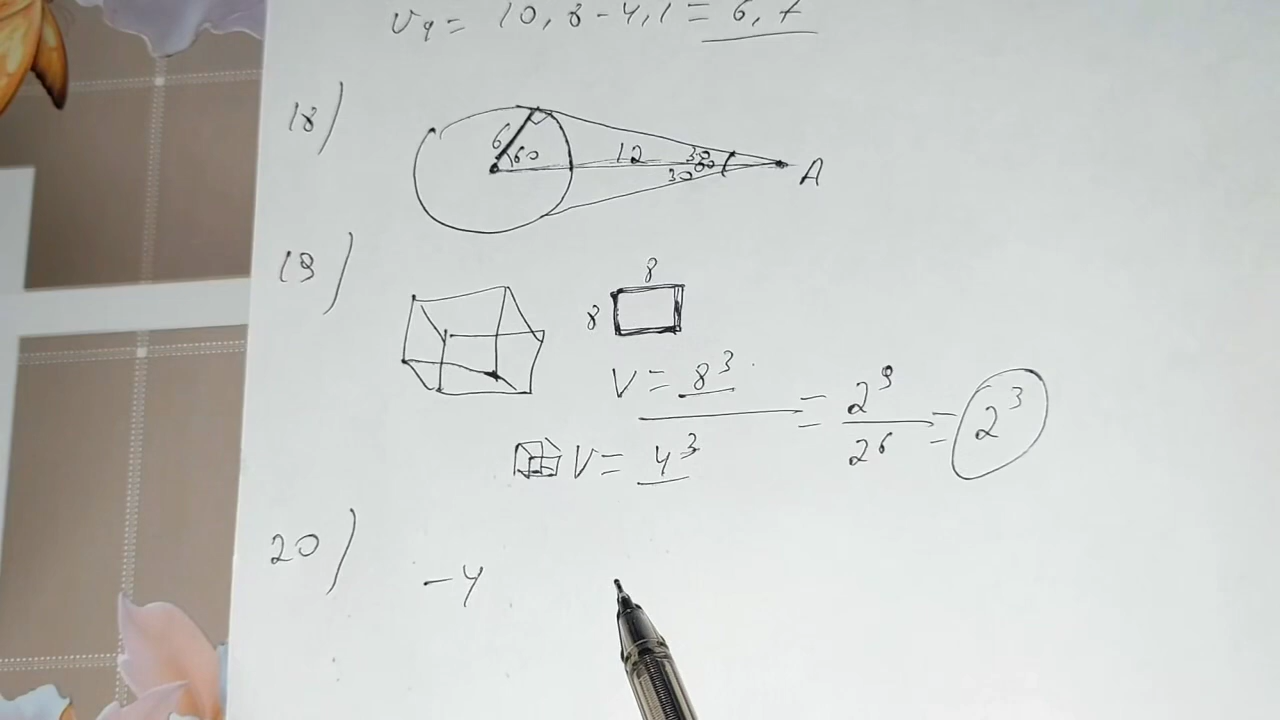 V9 = 10,8 - 4,1 = 6,7
18)
6 60 12 30 30 A
19)
8
8
V = 8³
= 2⁹ / 2⁶ = 2³
V = 4³
20)
-4